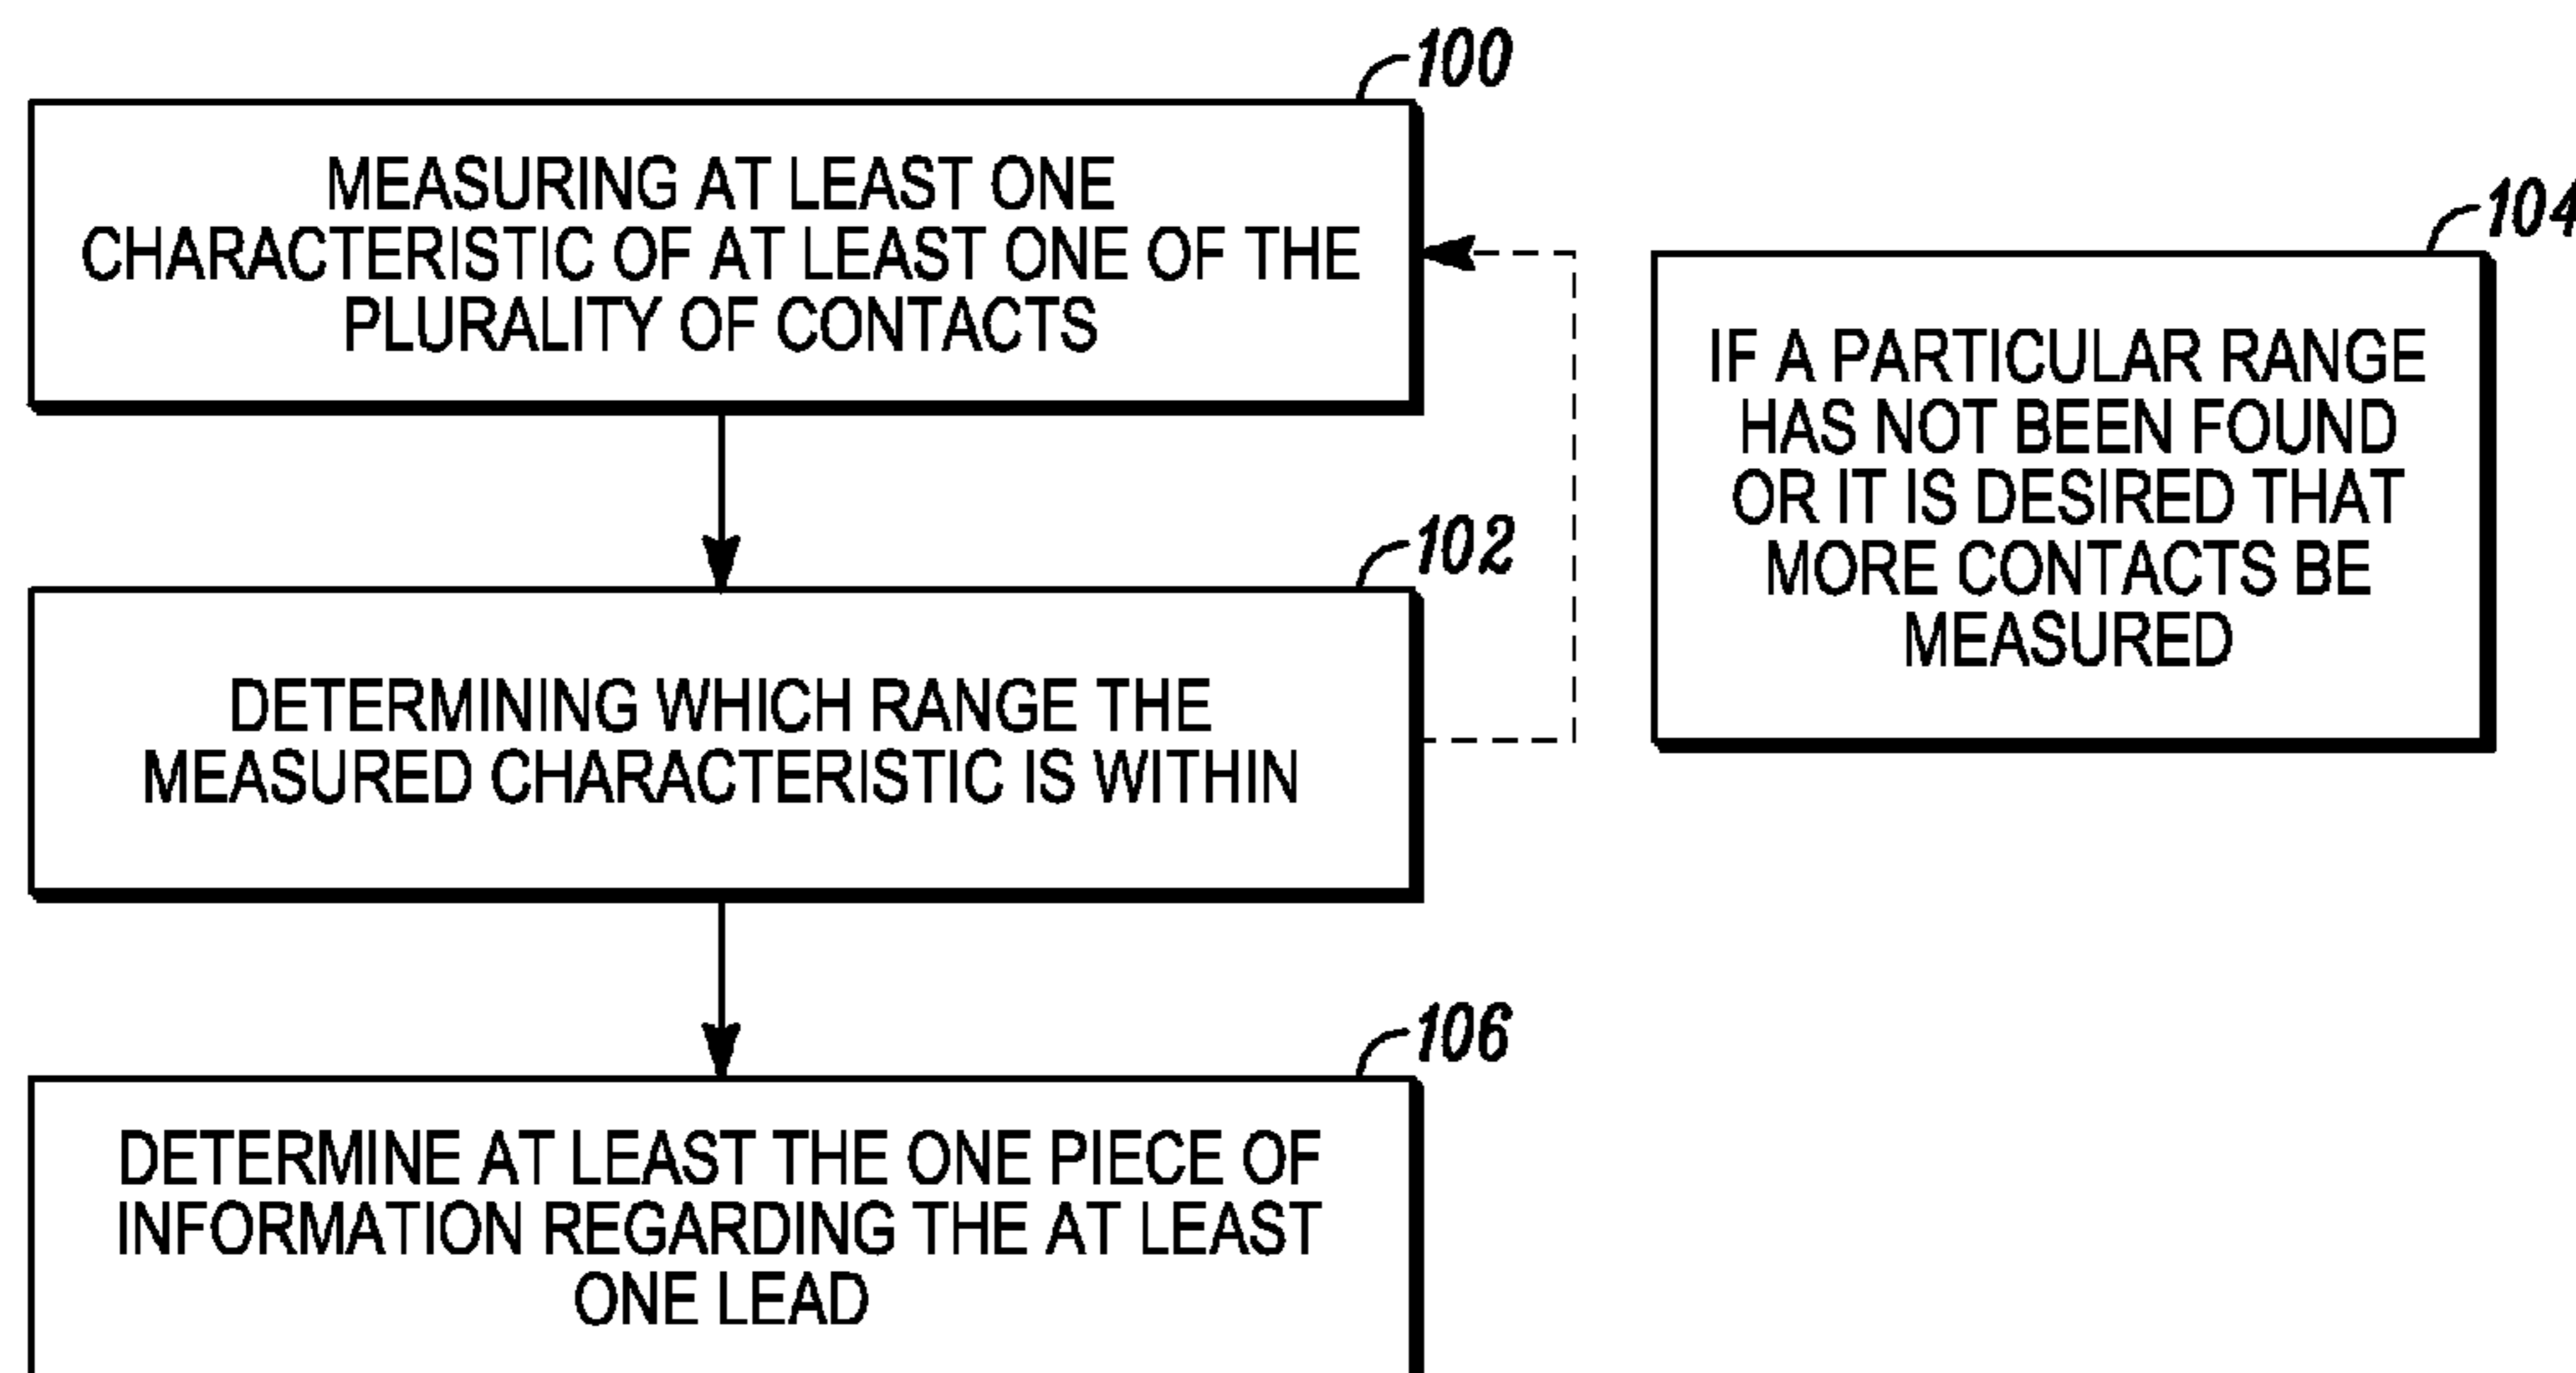 100
MEASURING AT LEAST ONE
CHARACTERISTIC OF AT LEAST ONE OF THE
PLURALITY OF CONTACTS
102
DETERMINING WHICH RANGE THE
MEASURED CHARACTERISTIC IS WITHIN
104
IF A PARTICULAR RANGE
HAS NOT BEEN FOUND
OR IT IS DESIRED THAT
MORE CONTACTS BE
MEASURED
106
DETERMINE AT LEAST THE ONE PIECE OF
INFORMATION REGARDING THE AT LEAST
ONE LEAD